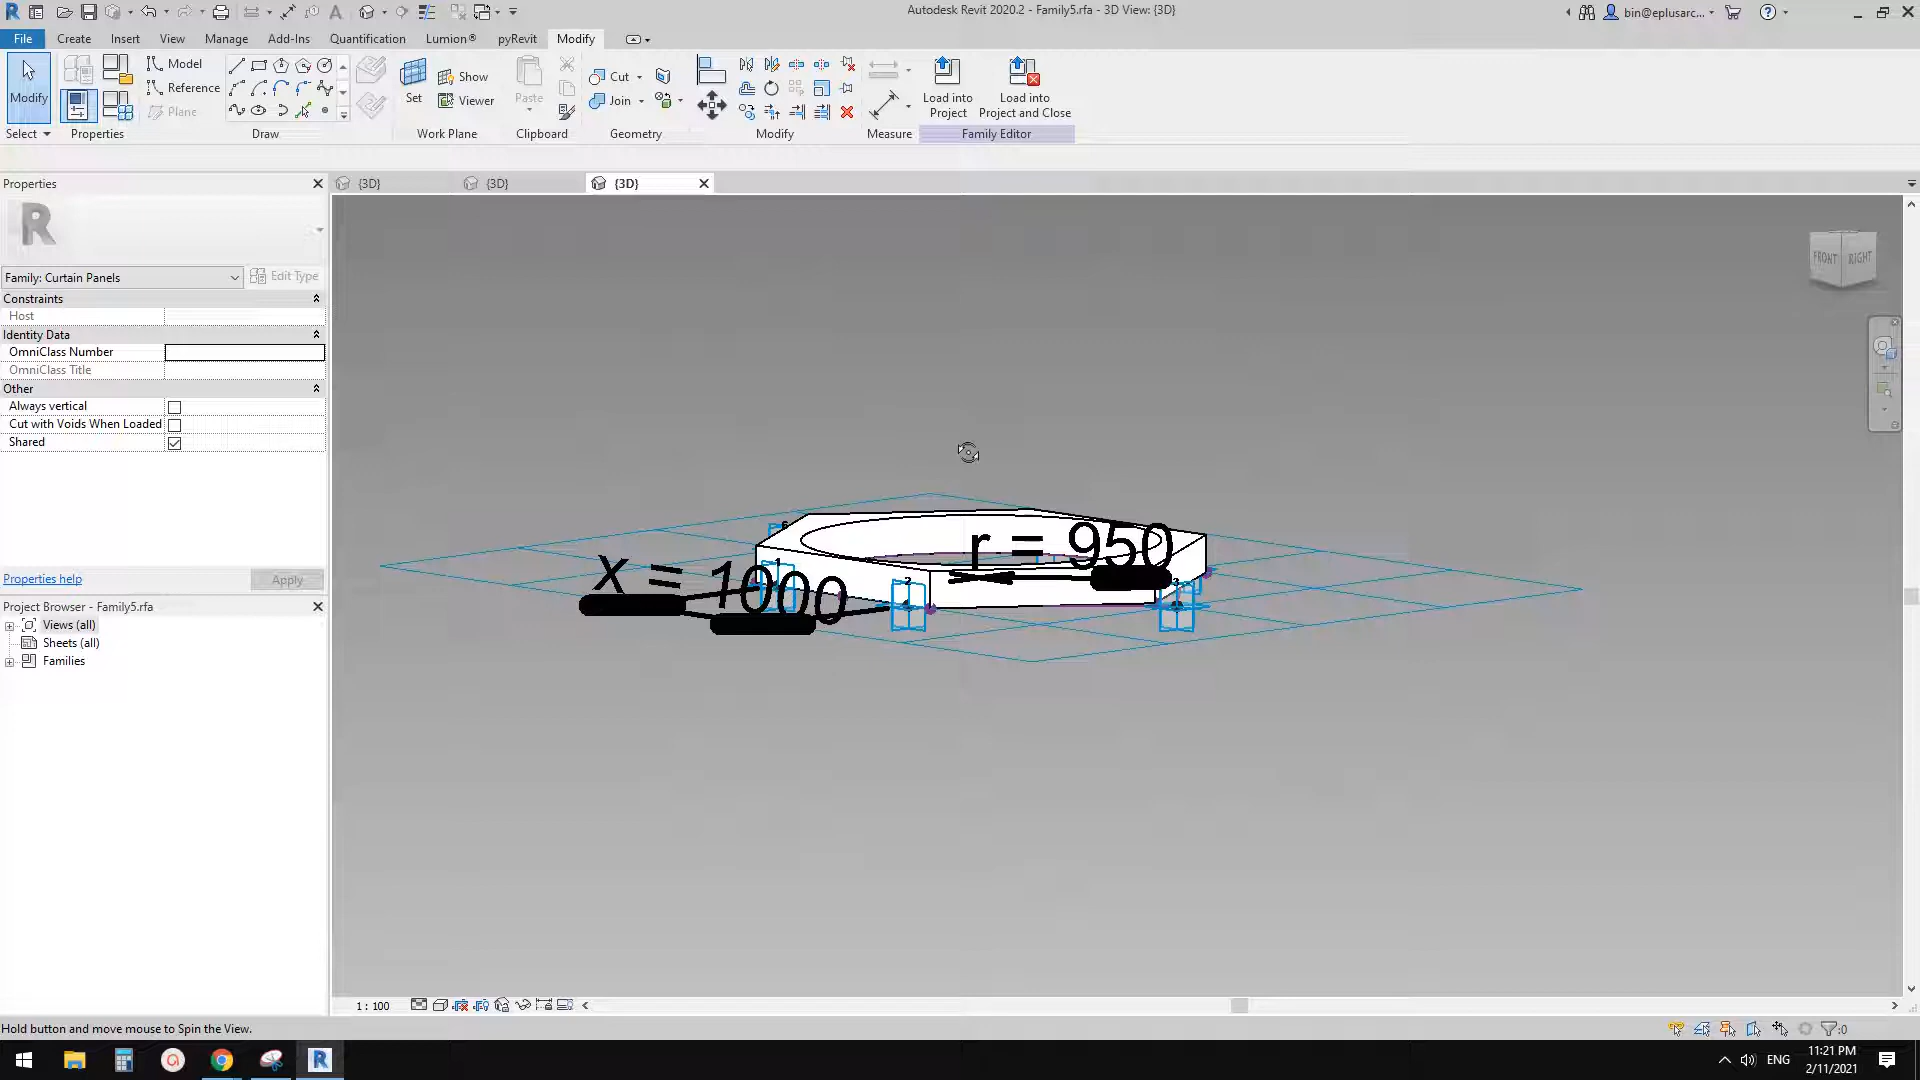 Autodesk Revit 2020.2 - Family5.rfa - 3D View: {3D}
bin@eplusarc...
File Create Insert View Manage Add-Ins Quantification Lumion® pyRevit Modify
Modify
Model
Reference
Plane
Set
Show
Viewer
Paste
Cut
Join
Load into
Project
Load into
Project and Close
Select Properties Draw Work Plane Clipboard Geometry Modify Measure Family Editor
Properties
{3D} {3D} {3D}
Family: Curtain Panels
Edit Type
Constraints
Host
Identity Data
OmniClass Number
OmniClass Title
Other
Always vertical
Cut with Voids When Loaded
Shared
Properties help
Apply
Project Browser - Family5.rfa
Views (all)
Sheets (all)
Families
FRONT RIGHT
r = 950
x = 1000
2
1 : 100
Hold button and move mouse to Spin the View.
:0
ENG
11:21 PM
2/11/2021